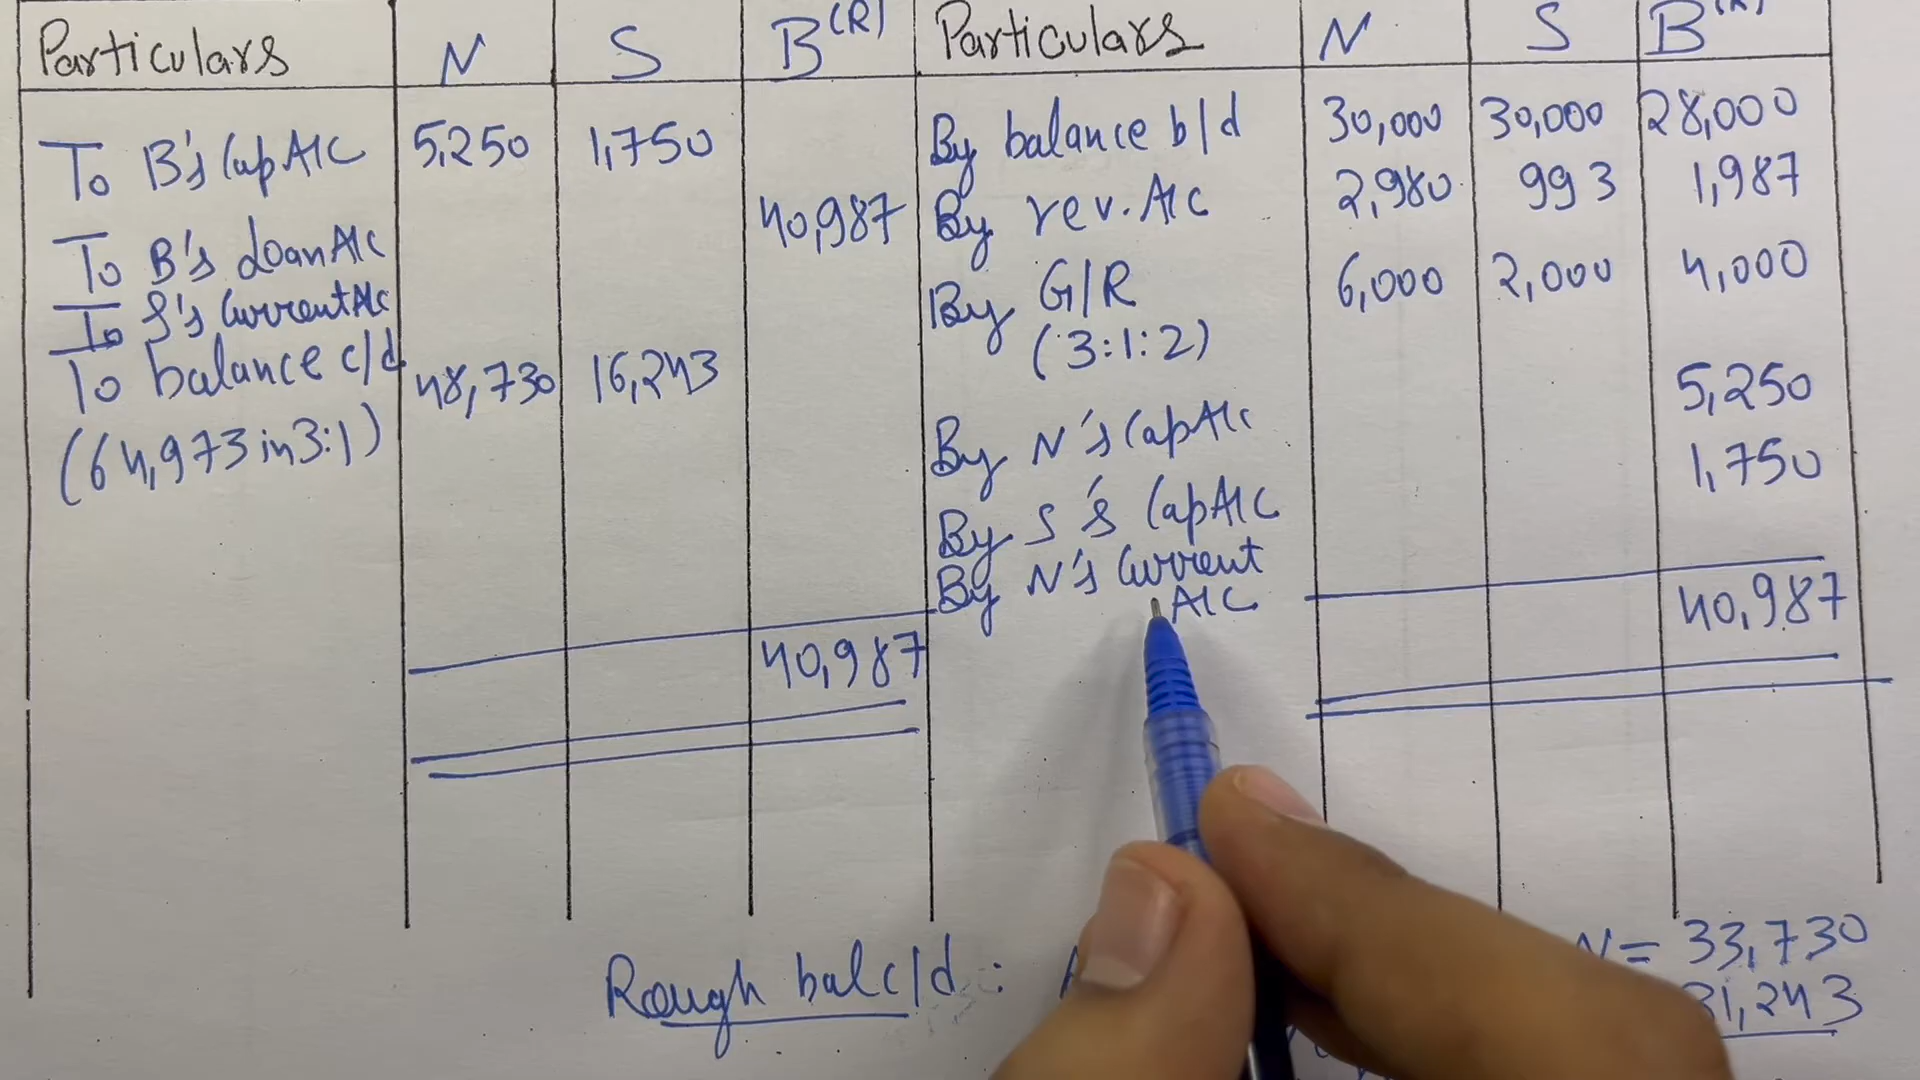 Particulars N S B(R) Particulars N S B(R)
To B's Cap A/C 5,250 1,750 By balance b/d 30,000 30,000 28,000
To B's Loan A/C 40,987 By rev. A/C 2,980 993 1,987
To S's Current A/c By G/R 6,000 2,000 4,000
(3:1:2)
To balance c/d 48,730 16,243 By N's Cap A/c 5,250
(64,973 in 3:1) By S's Cap A/C 1,750
By N's Current
A/C
40,987 40,987
Rough bal c/d : N = 33,730
31,243